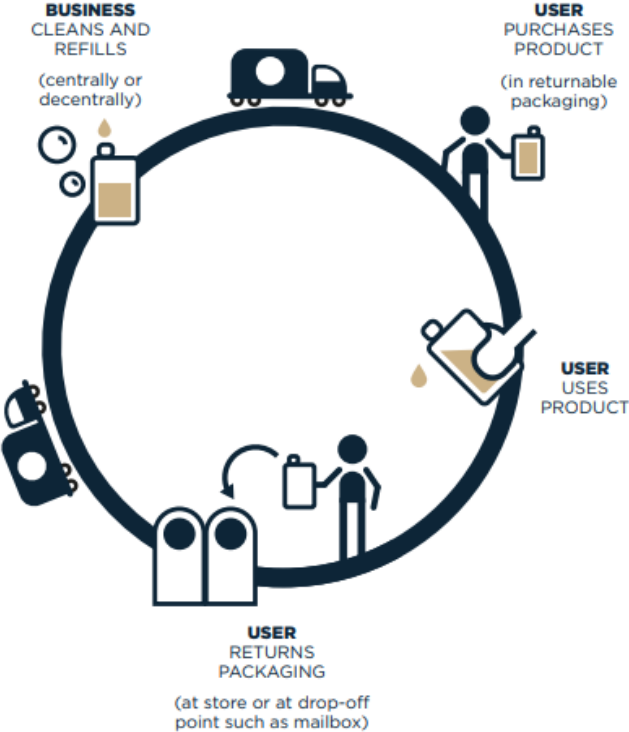 BUSINESS
CLEANS AND
REFILLS
(centrally or
decentrally)
USER
PURCHASES
PRODUCT
(in returnable
packaging)
USER
USES
PRODUCT
USER
RETURNS
PACKAGING
(at store or at drop-off
point such as mailbox)